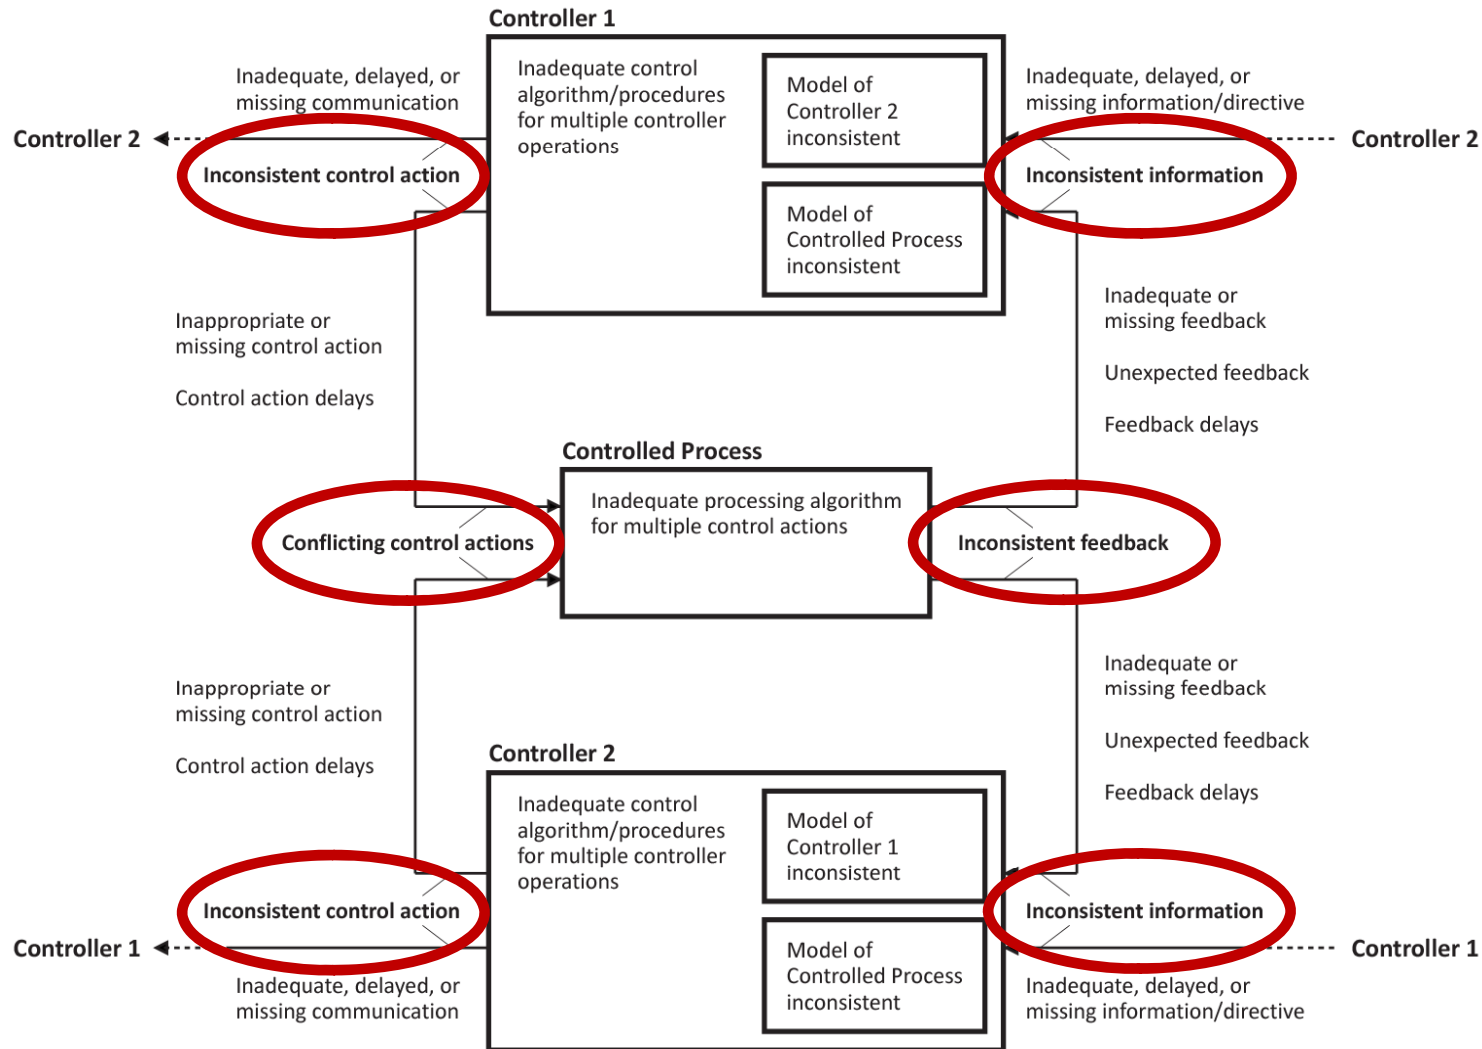 Controller 1
Inadequate, delayed, or
missing communication
Controller 2
Inconsistent control action
Inadequate control
algorithm/procedures
for multiple controller
operations
Model of
Controller 2
inconsistent
Model of
Controlled Process
inconsistent
Inadequate, delayed, or
missing information/directive
Controller 2
Inconsistent information
Inappropriate or
missing control action
Control action delays
Inadequate or
missing feedback
Unexpected feedback
Feedback delays
Controlled Process
Inadequate processing algorithm
for multiple control actions
Conflicting control actions
Inconsistent feedback
Inappropriate or
missing control action
Control action delays
Inadequate or
missing feedback
Unexpected feedback
Feedback delays
Controller 2
Inadequate control
algorithm/procedures
for multiple controller
operations
Model of
Controller 1
inconsistent
Model of
Controlled Process
inconsistent
Inconsistent control action
Controller 1
Inadequate, delayed, or
missing communication
Inconsistent information
Controller 1
Inadequate, delayed, or
missing information/directive